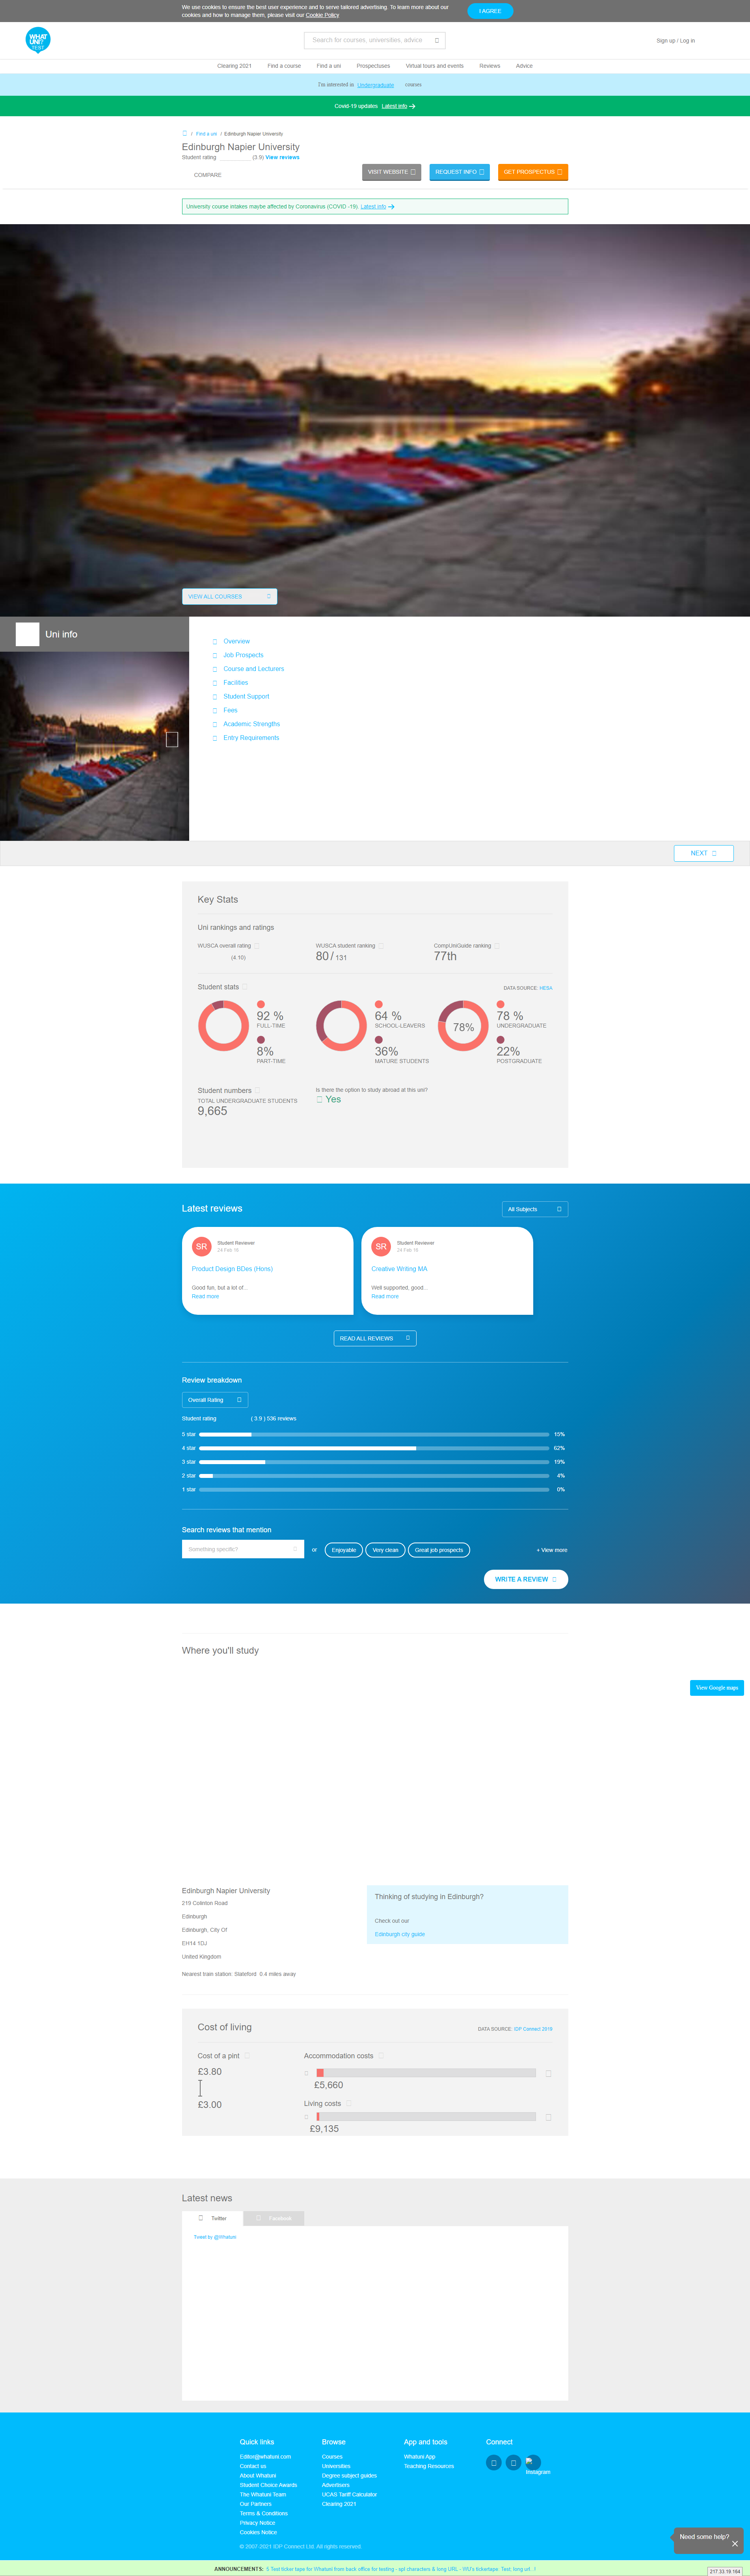 We use cookies to ensure the best user experience and to serve tailored advertising. To learn more about our
cookies and how to manage them, please visit our Cookie Policy
I AGREE
WHAT
UNI?
TEST
Search for courses, universities, advice
Sign up / Log in
Clearing 2021 Find a course Find a uni Prospectuses Virtual tours and events Reviews Advice
I'm interested in Undergraduate courses
Covid-19 updates Latest info
/ Find a uni / Edinburgh Napier University
Edinburgh Napier University
Student rating (3.9) View reviews
COMPARE
VISIT WEBSITE
REQUEST INFO
GET PROSPECTUS
University course intakes maybe affected by Coronavirus (COVID -19). Latest info
VIEW ALL COURSES
Uni info
Overview
Job Prospects
Course and Lecturers
Facilities
Student Support
Fees
Academic Strengths
Entry Requirements
NEXT
Key Stats
Uni rankings and ratings
WUSCA overall rating WUSCA student ranking CompUniGuide ranking
(4.10) 80 / 131 77th
Student stats DATA SOURCE: HESA
92 %
FULL-TIME
8%
PART-TIME
64 %
SCHOOL-LEAVERS
36%
MATURE STUDENTS
78%
78 %
UNDERGRADUATE
22%
POSTGRADUATE
Student numbers
TOTAL UNDERGRADUATE STUDENTS
9,665
Is there the option to study abroad at this uni?
Yes
Latest reviews
All Subjects
SR
Student Reviewer
24 Feb 18
Product Design BDes (Hons)
Good fun, but a lot of...
Read more
SR
Student Reviewer
24 Feb 18
Creative Writing MA
Well supported, good...
Read more
READ ALL REVIEWS
Review breakdown
Overall Rating
Student rating ( 3.9 ) 536 reviews
5 star 15%
4 star 62%
3 star 19%
2 star 4%
1 star 0%
Search reviews that mention
Something specific? or Enjoyable Very clean Great job prospects + View more
WRITE A REVIEW
Where you'll study
View Google maps
Edinburgh Napier University
219 Colinton Road
Edinburgh
Edinburgh, City Of
EH14 1DJ
United Kingdom
Nearest train station: Slateford 0.4 miles away
Thinking of studying in Edinburgh?
Check out our
Edinburgh city guide
Cost of living DATA SOURCE: IDP Connect 2019
Cost of a pint
£3.80
£3.00
Accommodation costs
£5,660
Living costs
£9,135
Latest news
Twitter Facebook
Tweet by @Whatuni
Quick links
Editor@whatuni.com
Contact us
About Whatuni
Student Choice Awards
The Whatuni Team
Our Partners
Terms & Conditions
Privacy Notice
Cookies Notice
Browse
Courses
Universities
Degree subject guides
Advertisers
UCAS Tariff Calculator
Clearing 2021
App and tools
Whatuni App
Teaching Resources
Connect
Instagram
© 2007-2021 IDP Connect Ltd. All rights reserved.
Need some help?
ANNOUNCEMENTS:
217.33.19.164